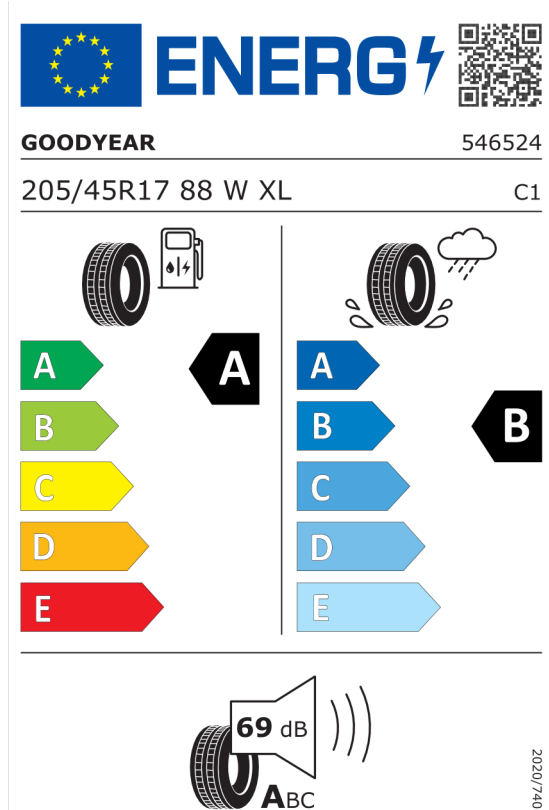 ENERG
GOODYEAR 546524
205/45R17 88 W XL C1
A A A
B B B
C C
D D
E E
69 dB
ABC
2020/740